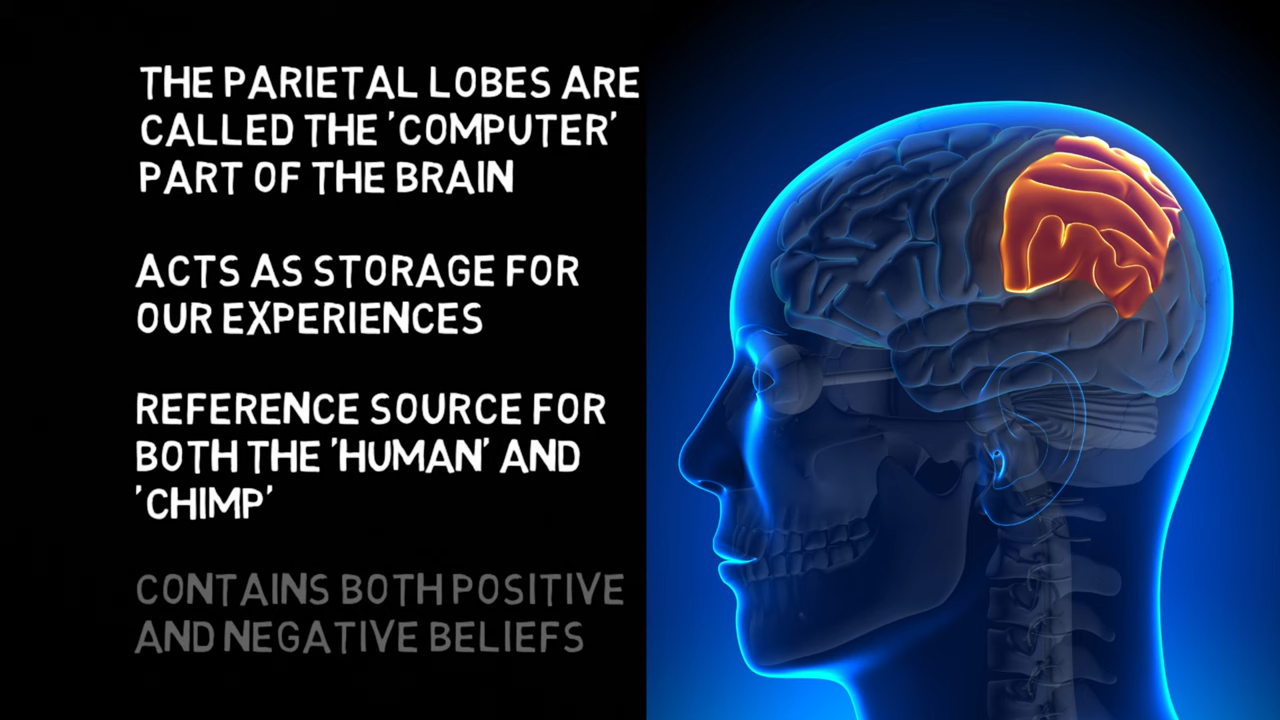 THE PARIETAL LOBES ARE
CALLED THE 'COMPUTER'
PART OF THE BRAIN
ACTS AS STORAGE FOR
OUR EXPERIENCES
REFERENCE SOURCE FOR
BOTH THE 'HUMAN' AND
'CHIMP'
CONTAINS BOTH POSITIVE
AND NEGATIVE BELIEFS